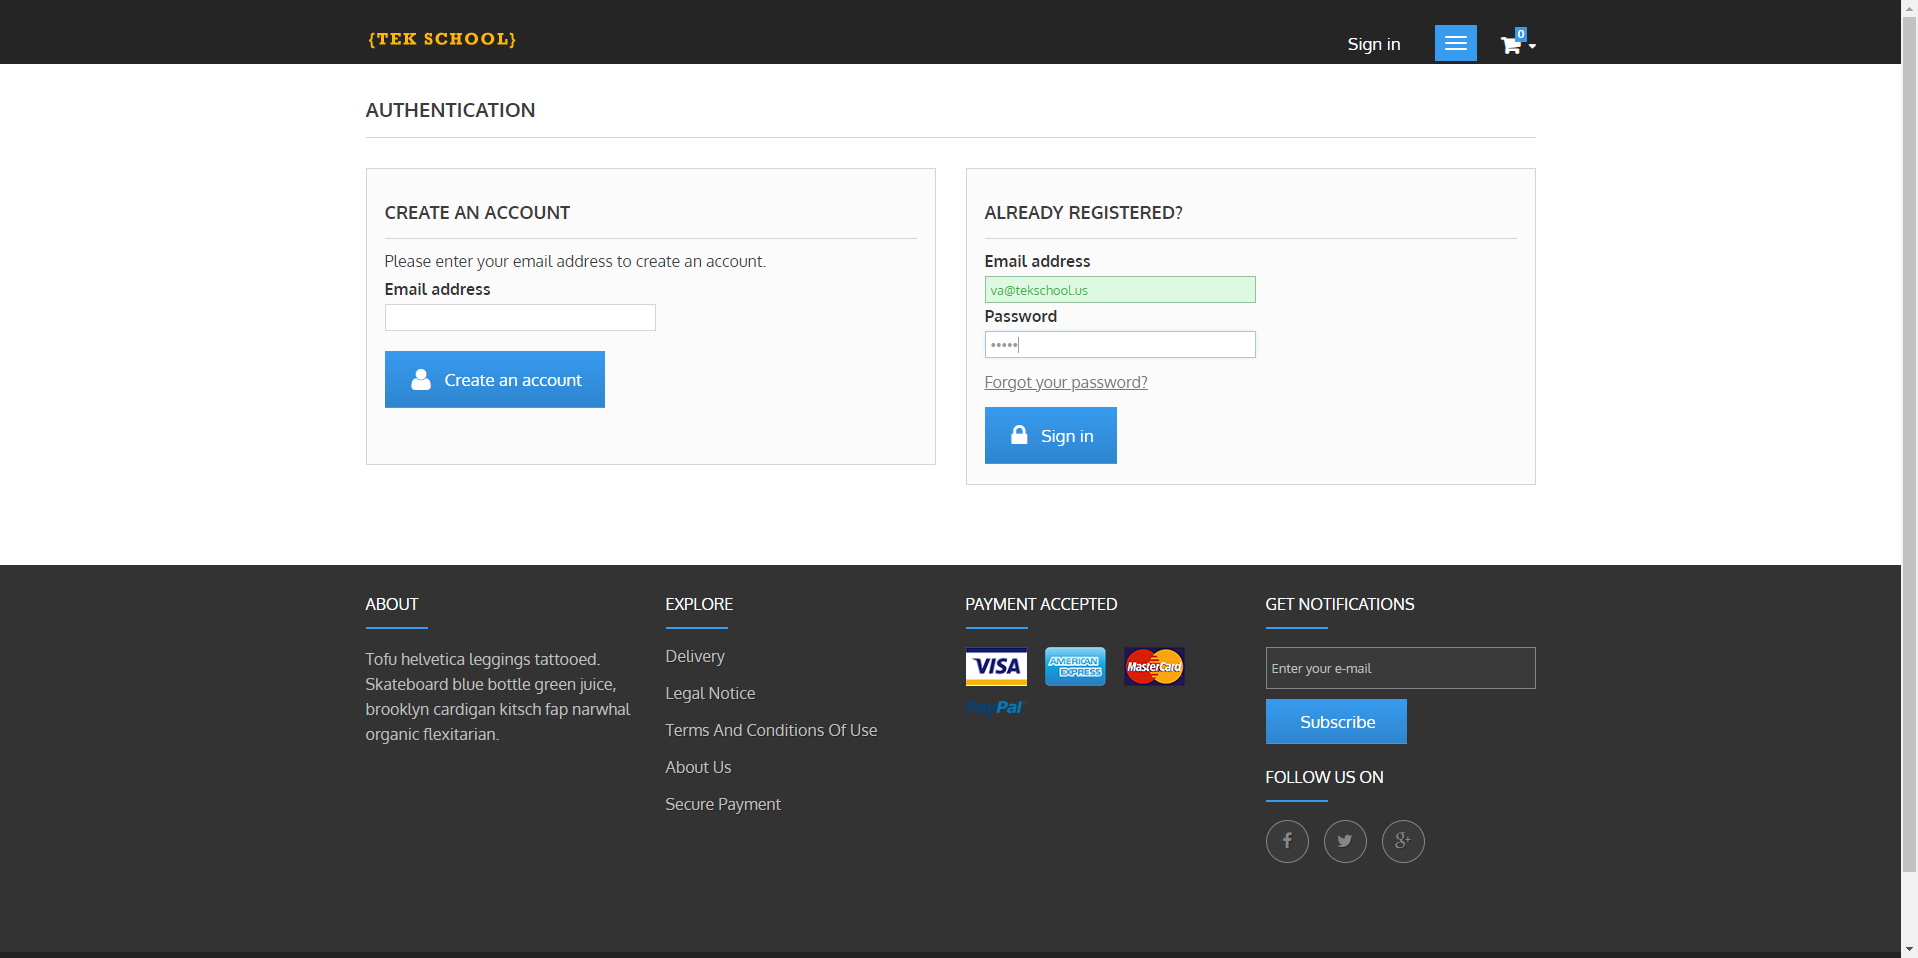 {TEK SCHOOL}
Sign in
0
AUTHENTICATION
CREATE AN ACCOUNT
Please enter your email address to create an account.
Email address
Create an account
ALREADY REGISTERED?
Email address
va@tekschool.us
Password
•••••
Forgot your password?
Sign in
ABOUT
Tofu helvetica leggings tattooed.
Skateboard blue bottle green juice,
brooklyn cardigan kitsch fap narwhal
organic flexitarian.
EXPLORE
Delivery
Legal Notice
Terms And Conditions Of Use
About Us
Secure Payment
PAYMENT ACCEPTED
VISA
AMERICAN EXPRESS
MasterCard
PayPal
GET NOTIFICATIONS
Enter your e-mail
Subscribe
FOLLOW US ON
f
g+